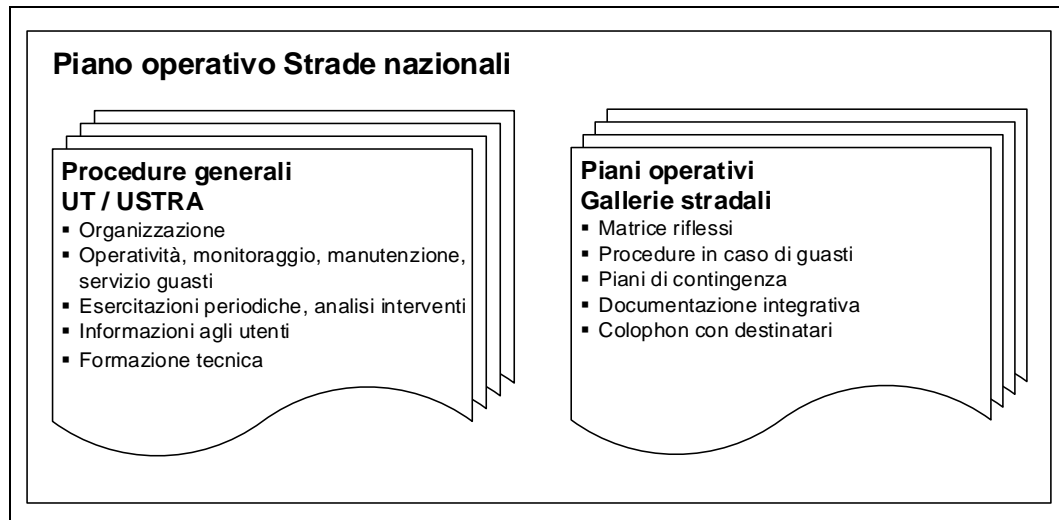 Piano operativo Strade nazionali
Procedure generali
UT / USTRA
▪ Organizzazione
▪ Operatività, monitoraggio, manutenzione,
servizio guasti
▪ Esercitazioni periodiche, analisi interventi
▪ Informazioni agli utenti
▪ Formazione tecnica
Piani operativi
Gallerie stradali
▪ Matrice riflessi
▪ Procedure in caso di guasti
▪ Piani di contingenza
▪ Documentazione integrativa
▪ Colophon con destinatari